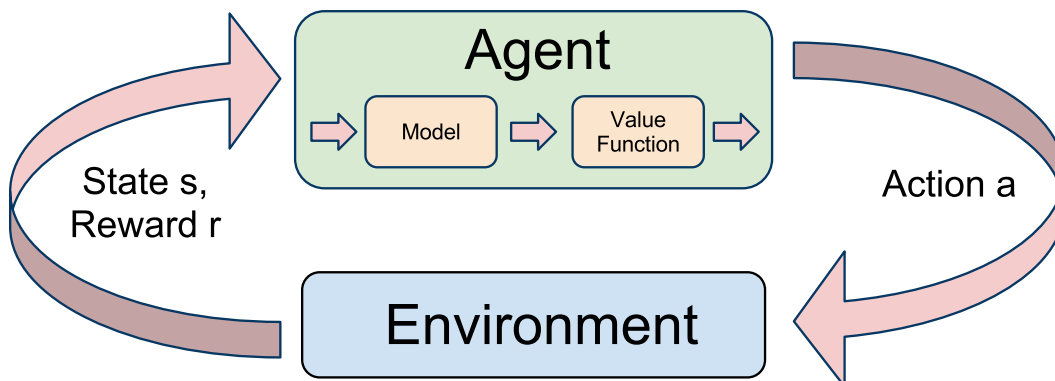 Agent
Model
Value
Function
State s,
Reward r
Action a
Environment